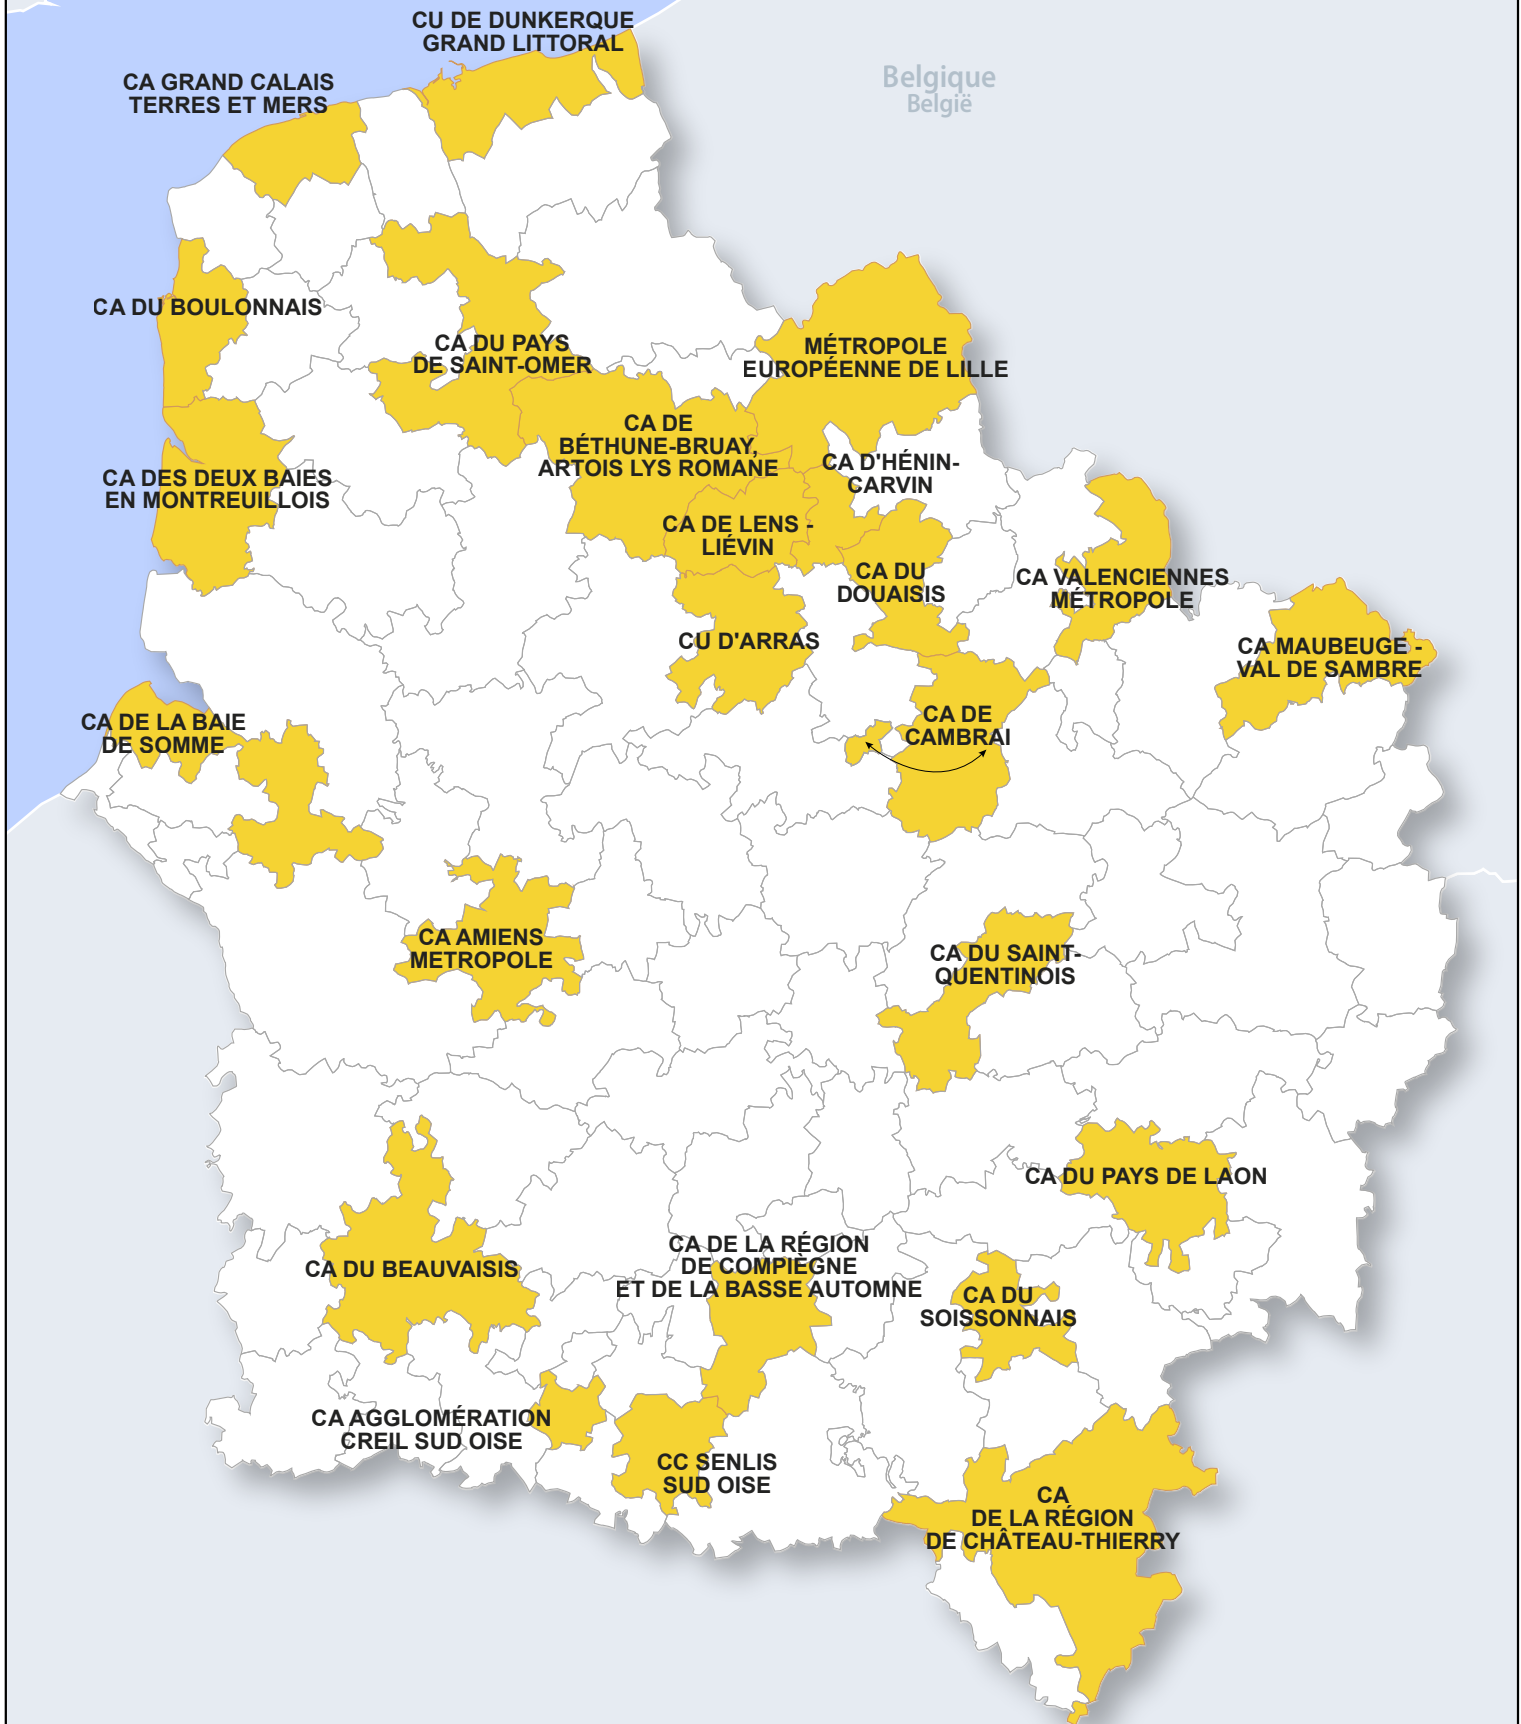 CU DE DUNKERQUE
GRAND LITTORAL
CA GRAND CALAIS
TERRES ET MERS
Belgique
België
CA DU BOULONNAIS
CA DU PAYS
DE SAINT-OMER
MÉTROPOLE
EUROPÉENNE DE LILLE
CA DE
BÉTHUNE-BRUAY,
ARTOIS LYS ROMANE
CA D'HÉNIN-
CARVIN
CA DES DEUX BAIES
EN MONTREUILLOIS
CA DE LENS -
LIÉVIN
CA DU
DOUAISIS
CA VALENCIENNES
MÉTROPOLE
CU D'ARRAS
CA MAUBEUGE -
VAL DE SAMBRE
CA DE LA BAIE
DE SOMME
CA DE
CAMBRAI
CA AMIENS
METROPOLE
CA DU SAINT-
QUENTINOIS
CA DU PAYS DE LAON
CA DU BEAUVAISIS
CA DE LA RÉGION
DE COMPIÈGNE
ET DE LA BASSE AUTOMNE
CA DU
SOISSONNAIS
CA AGGLOMÉRATION
CREIL SUD OISE
CC SENLIS
SUD OISE
CA
DE LA RÉGION
DE CHÂTEAU-THIERRY